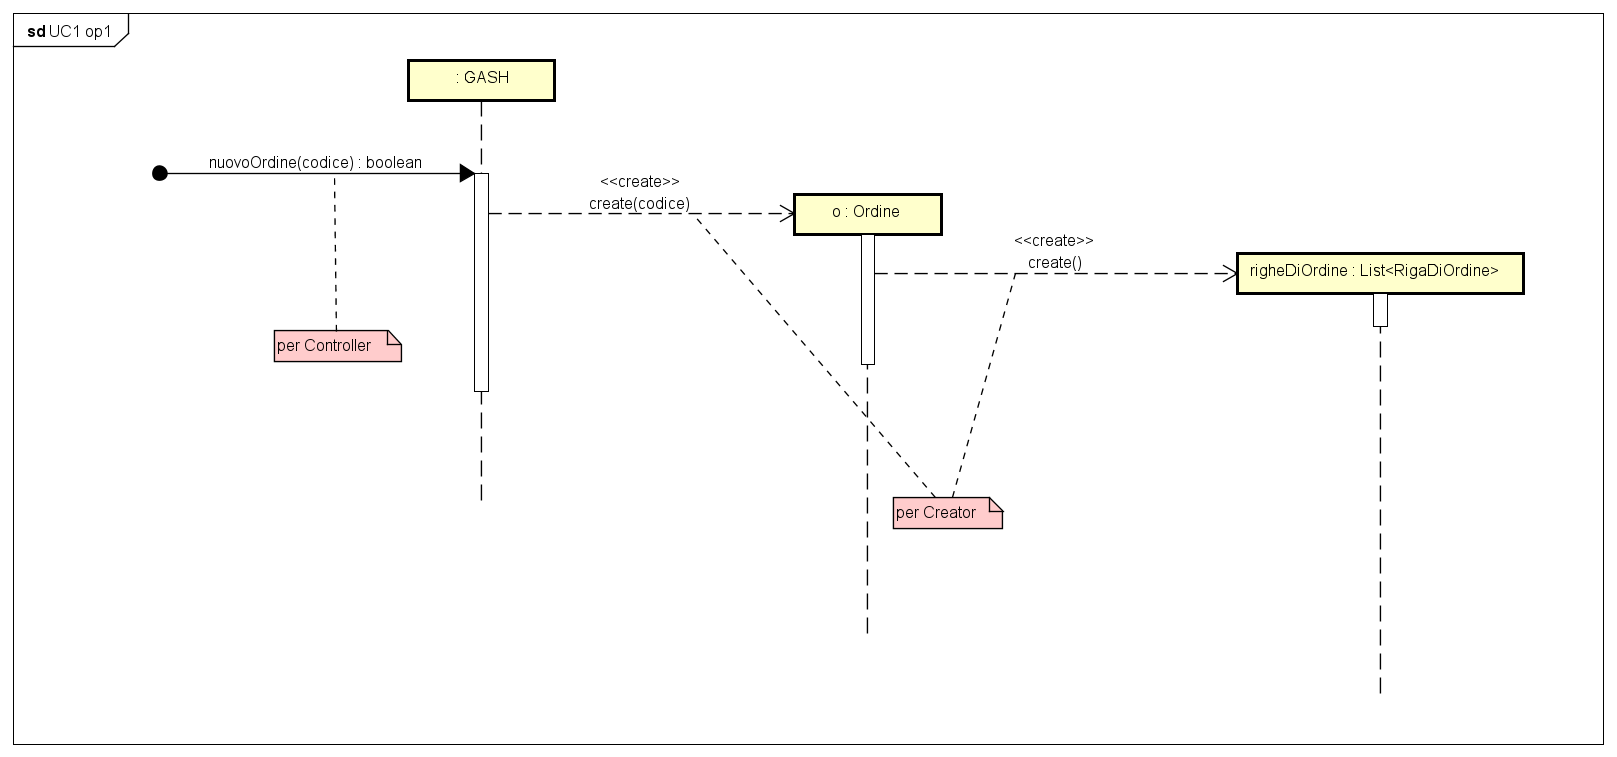 sd UC1 op1
: GASH
nuovoOrdine(codice) : boolean
<<create>>
create(codice)
o : Ordine
<<create>>
create()
righeDiOrdine : List<RigaDiOrdine>
per Controller
per Creator